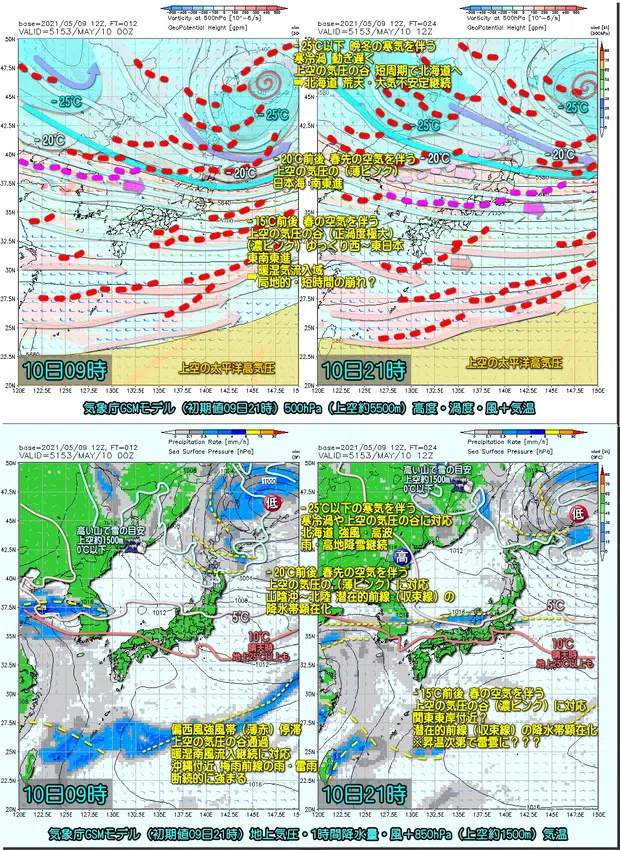 Vorticity at 500hPa [10^-6/s]
GeoPotential Height [gpm]
base=2021/05/09 12Z, FT=012
VALID=5153/MAY/10 00Z
Vorticity at 500hPa [10^-6/s]
GeoPotential Height [gpm]
base=2021/05/09 12Z, FT=024
VALID=5153/MAY/10 12Z
-25℃以下 晩冬の寒気を伴う
寒冷渦 動き遅く
上空の気圧の谷 短周期で北海道へ
➡北海道 荒天・大気不安定継続
-25℃
-25℃
-25℃
-25℃
-20℃
-20℃
-20℃
-20℃
-20℃前後 春先の空気を伴う
上空の気圧の(薄ピンク)
日本海 南東進
-15℃前後 春の空気を伴う
上空の気圧の谷(正渦度極大)
(濃ピンク)ゆっくり西〜東日本
東南東進
➡暖湿気流入域
局地的・短時間の崩れ?
上空の太平洋高気圧
上空の太平洋高気圧
10日09時
10日21時
気象庁GSMモデル(初期値09日21時)500hPa(上空約5500m)高度・渦度・風+気温
Precipitation Rate [mm/h]
Sea Surface Pressure [hPa]
base=2021/05/09 12Z, FT=012
VALID=5153/MAY/10 00Z
Precipitation Rate [mm/h]
Sea Surface Pressure [hPa]
base=2021/05/09 12Z, FT=024
VALID=5153/MAY/10 12Z
低
高い山で雪の目安
上空約1500m
0℃以下
高い山で雪の目安
上空約1500m
0℃以下
低
高
-25℃以下の寒気を伴う
寒冷渦や上空の気圧の谷に対応
北海道 強風・高波
雨・高地降雪継続
-20℃前後 春先の空気を伴う
上空の気圧の(薄ピンク)に対応
山陰沖〜北陸 潜在的前線(収束線)の
降水帯顕在化
5℃
5℃
10℃
晴天時
地上25℃以上も
10℃
晴天時
地上25℃以上も
-15℃前後 春の空気を伴う
上空の気圧の谷(濃ピンク)に対応
関東東岸付近?
潜在的前線(収束線)の降水帯顕在化
※昇温次第で雷雲に???
偏西風強風帯(薄赤)停滞
上空の気圧の谷通過
暖湿南風流入継続に対応
沖縄付近 梅雨前線の雨・雷雨
断続的に強まる
10日09時
10日21時
気象庁GSMモデル(初期値09日21時)地上気圧・1時間降水量・風+850hPa(上空約1500m)気温